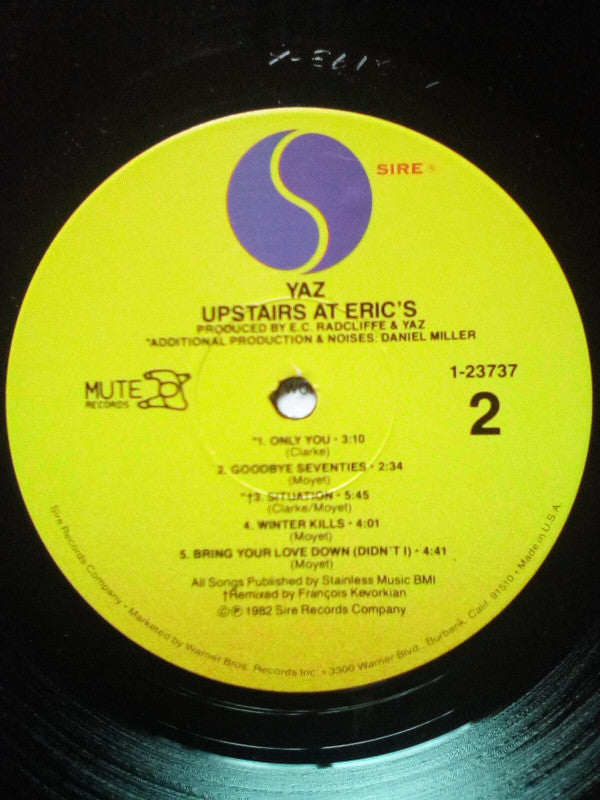 SIRE ®
YAZ
UPSTAIRS AT ERIC'S
PRODUCED BY E.C. RADCLIFFE & YAZ
*ADDITIONAL PRODUCTION & NOISES: DANIEL MILLER
1-23737
MUTE
RECORDS
2
*1. ONLY YOU • 3:10
(Clarke)
2. GOODBYE SEVENTIES • 2:34
(Moyet)
*†3. SITUATION • 5:45
(Clarke/Moyet)
4. WINTER KILLS • 4:01
(Moyet)
5. BRING YOUR LOVE DOWN (DIDN'T I) • 4:41
(Moyet)
All Songs Published by Stainless Music BMI
†Remixed by François Kevorkian
©℗ 1982 Sire Records Company
Sire Records Company • Marketed by Warner Bros. Records Inc. • 3300 Warner Blvd., Burbank, Calif. 91510 • Made in U.S.A.